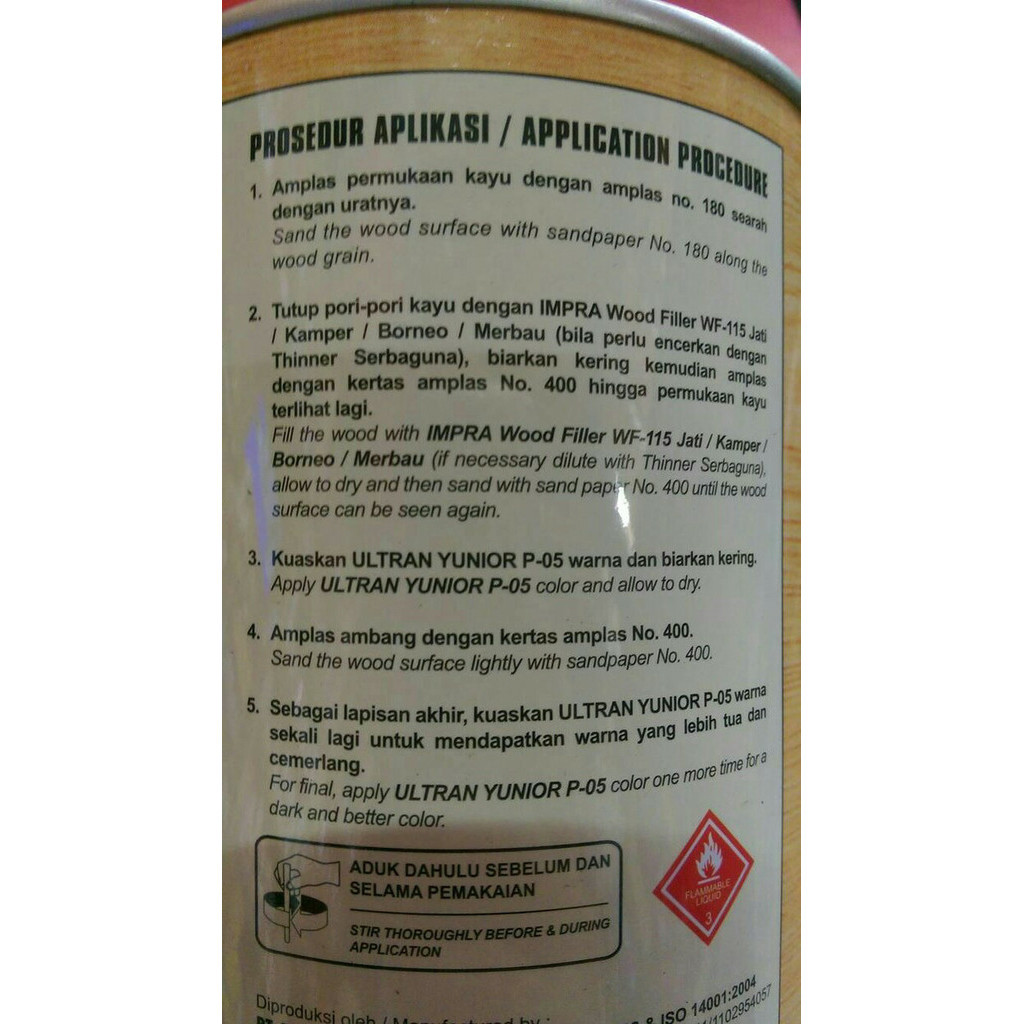 PROSEDUR APLIKASI / APPLICATION PROCEDURE
1. Amplas permukaan kayu dengan amplas no. 180 searah
dengan uratnya.
Sand the wood surface with sandpaper No. 180 along the
wood grain.
2. Tutup pori-pori kayu dengan IMPRA Wood Filler WF-115 Jati
/ Kamper / Borneo / Merbau (bila perlu encerkan dengan
Thinner Serbaguna), biarkan kering kemudian amplas
dengan kertas amplas No. 400 hingga permukaan kayu
terlihat lagi.
Fill the wood with IMPRA Wood Filler WF-115 Jati / Kamper /
Borneo / Merbau (if necessary dilute with Thinner Serbaguna),
allow to dry and then sand with sand paper No. 400 until the wood
surface can be seen again.
3. Kuaskan ULTRAN YUNIOR P-05 warna dan biarkan kering.
Apply ULTRAN YUNIOR P-05 color and allow to dry.
4. Amplas ambang dengan kertas amplas No. 400.
Sand the wood surface lightly with sandpaper No. 400.
5. Sebagai lapisan akhir, kuaskan ULTRAN YUNIOR P-05 warna
sekali lagi untuk mendapatkan warna yang lebih tua dan
cemerlang.
For final, apply ULTRAN YUNIOR P-05 color one more time for a
dark and better color.
ADUK DAHULU SEBELUM DAN
SELAMA PEMAKAIAN
STIR THOROUGHLY BEFORE & DURING
APPLICATION
FLAMMABLE
LIQUID
3
Diproduksi oleh / Manufactured by :
& ISO 14001:2004
/1102954057